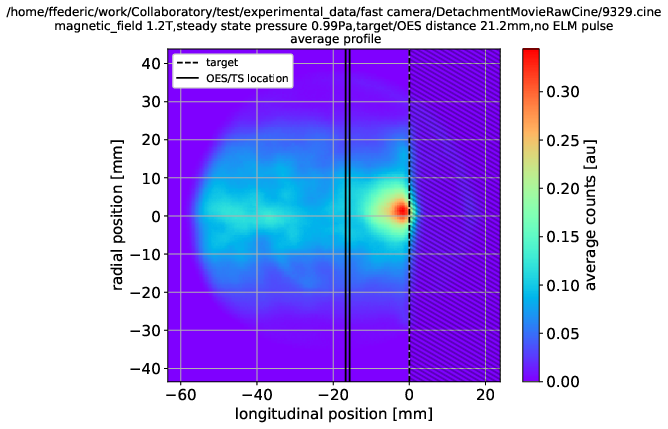 /home/ffederic/work/Collaboratory/test/experimental_data/fast camera/DetachmentMovieRawCine/9329.cine
magnetic_field 1.2T,steady state pressure 0.99Pa,target/OES distance 21.2mm,no ELM pulse
average profile
target
OES/TS location
40
30
20
10
0
−10
−20
−30
−40
radial position [mm]
−60
−40
−20
0
20
longitudinal position [mm]
0.30
0.25
0.20
0.15
0.10
0.05
0.00
average counts [au]